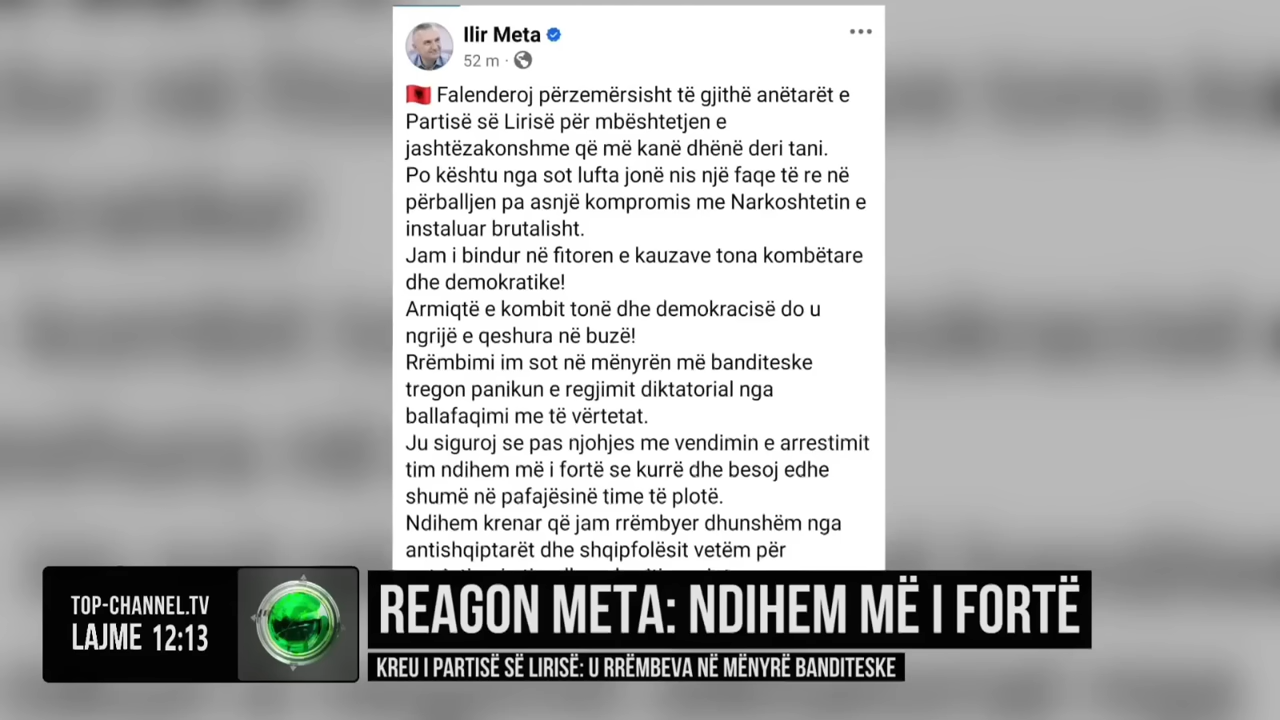 Ilir Meta
52 m ·
Falenderoj përzemërsisht të gjithë anëtarët e
Partisë së Lirisë për mbështetjen e
jashtëzakonshme që më kanë dhënë deri tani.
Po kështu nga sot lufta jonë nis një faqe të re në
përballjen pa asnjë kompromis me Narkoshtetin e
instaluar brutalisht.
Jam i bindur në fitoren e kauzave tona kombëtare
dhe demokratike!
Armiqtë e kombit tonë dhe demokracisë do u
ngrijë e qeshura në buzë!
Rrëmbimi im sot në mënyrën më banditeske
tregon panikun e regjimit diktatorial nga
ballafaqimi me të vërtetat.
Ju siguroj se pas njohjes me vendimin e arrestimit
tim ndihem më i fortë se kurrë dhe besoj edhe
shumë në pafajësinë time të plotë.
Ndihem krenar që jam rrëmbyer dhunshëm nga
antishqiptarët dhe shqipfolësit vetëm për
TOP-CHANNEL.TV
LAJME 12:13
REAGON META: NDIHEM MË I FORTË
KREU I PARTISË SË LIRISË: U RRËMBEVA NË MËNYRË BANDITESKE